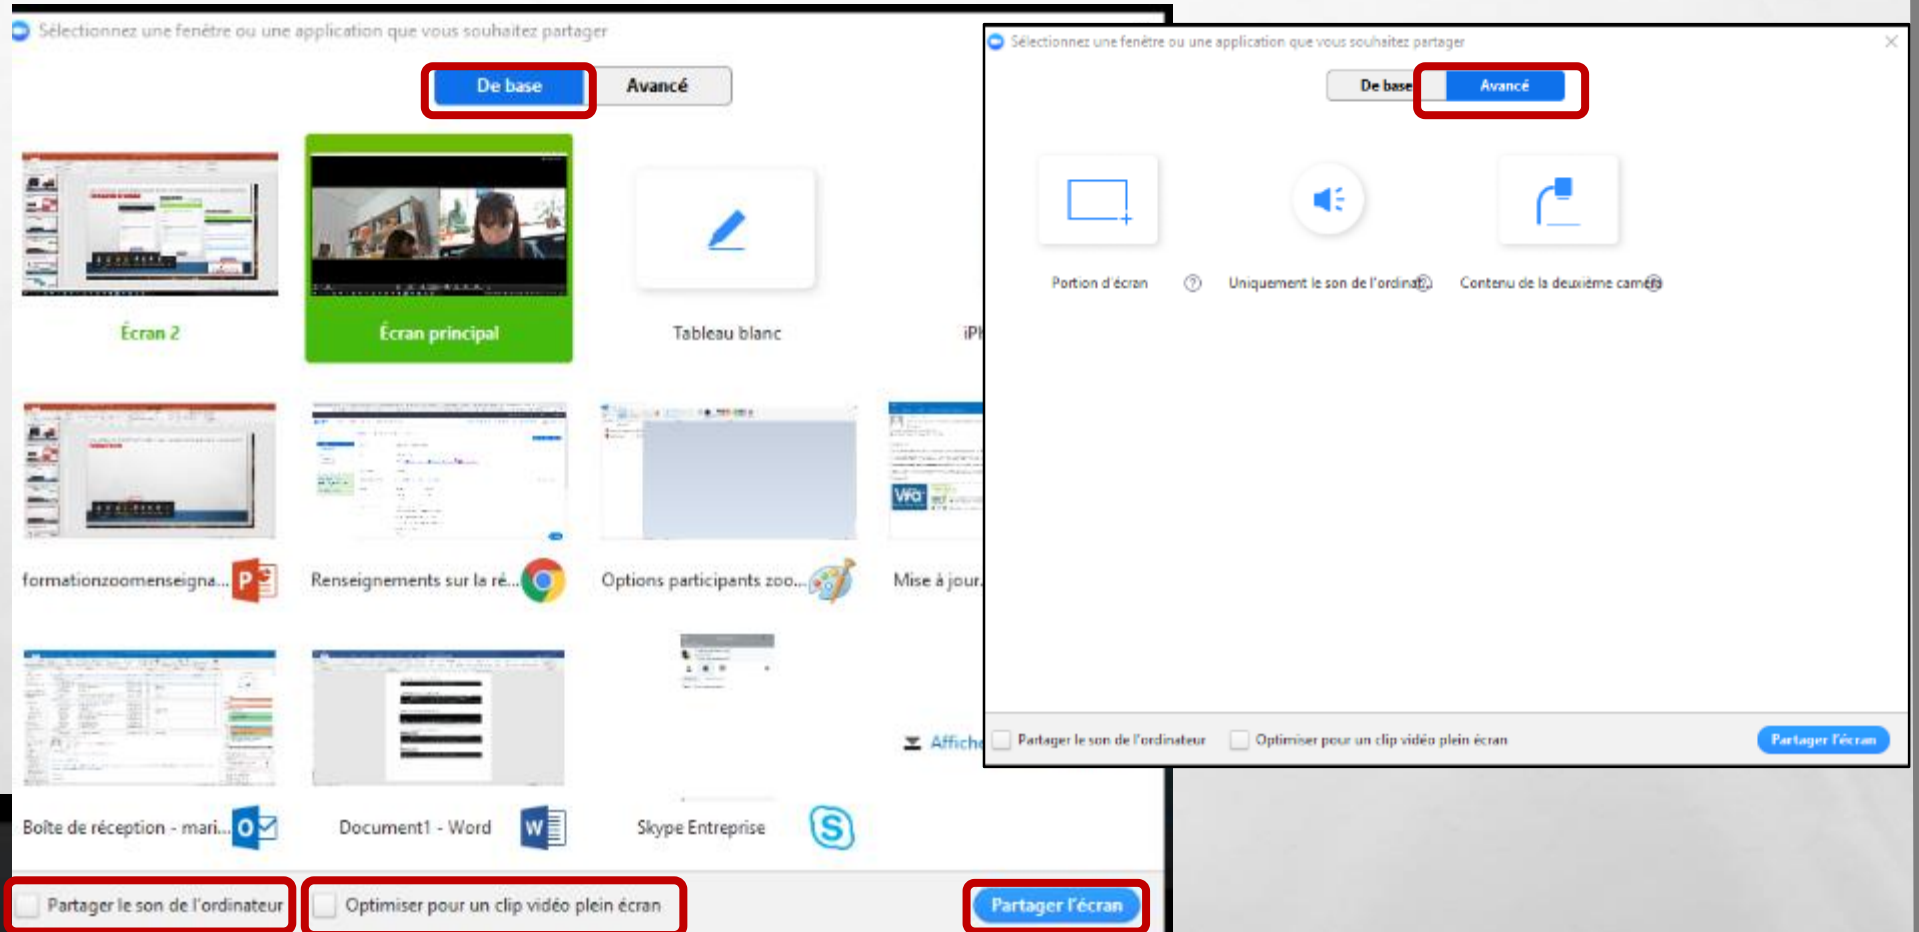 Sélectionnez une fenêtre ou une application que vous souhaitez partager
De base
Avancé
Écran 2
Écran principal
Tableau blanc
iPh
formationzoomenseigna...
Renseignements sur la ré...
Options participants zoo...
Mise à jour
Boîte de réception - mari...
Document1 - Word
Skype Entreprise
Affiche
Partager le son de l'ordinateur
Optimiser pour un clip vidéo plein écran
Partager l'écran
Sélectionnez une fenêtre ou une application que vous souhaitez partager
De base
Avancé
Portion d'écran
Uniquement le son de l'ordinat
Contenu de la deuxième caméra
Partager le son de l'ordinateur
Optimiser pour un clip vidéo plein écran
Partager l'écran